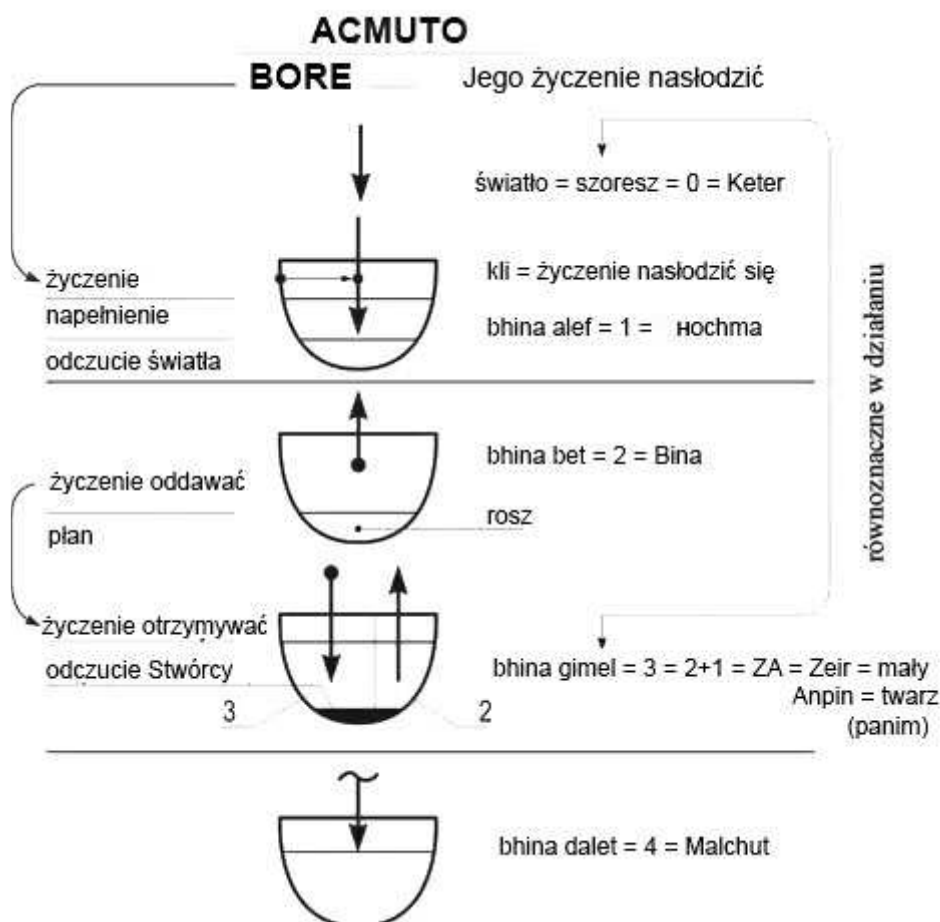 ACMUTO
BORE
Jego życzenie nasłodzić
światło = szoresz = 0 = Keter
życzenie
kli = życzenie nasłodzić się
napełnienie
bhina alef = 1 = нochma
odczucie światła
równoznaczne w działaniu
bhina bet = 2 = Bina
życzenie oddawać
rosz
płan
życzenie otrzymywać
odczucie Stwórcy
bhina gimel = 3 = 2+1 = ZA = Zeir = mały
Anpin = twarz
(panim)
3
2
bhina dalet = 4 = Malchut